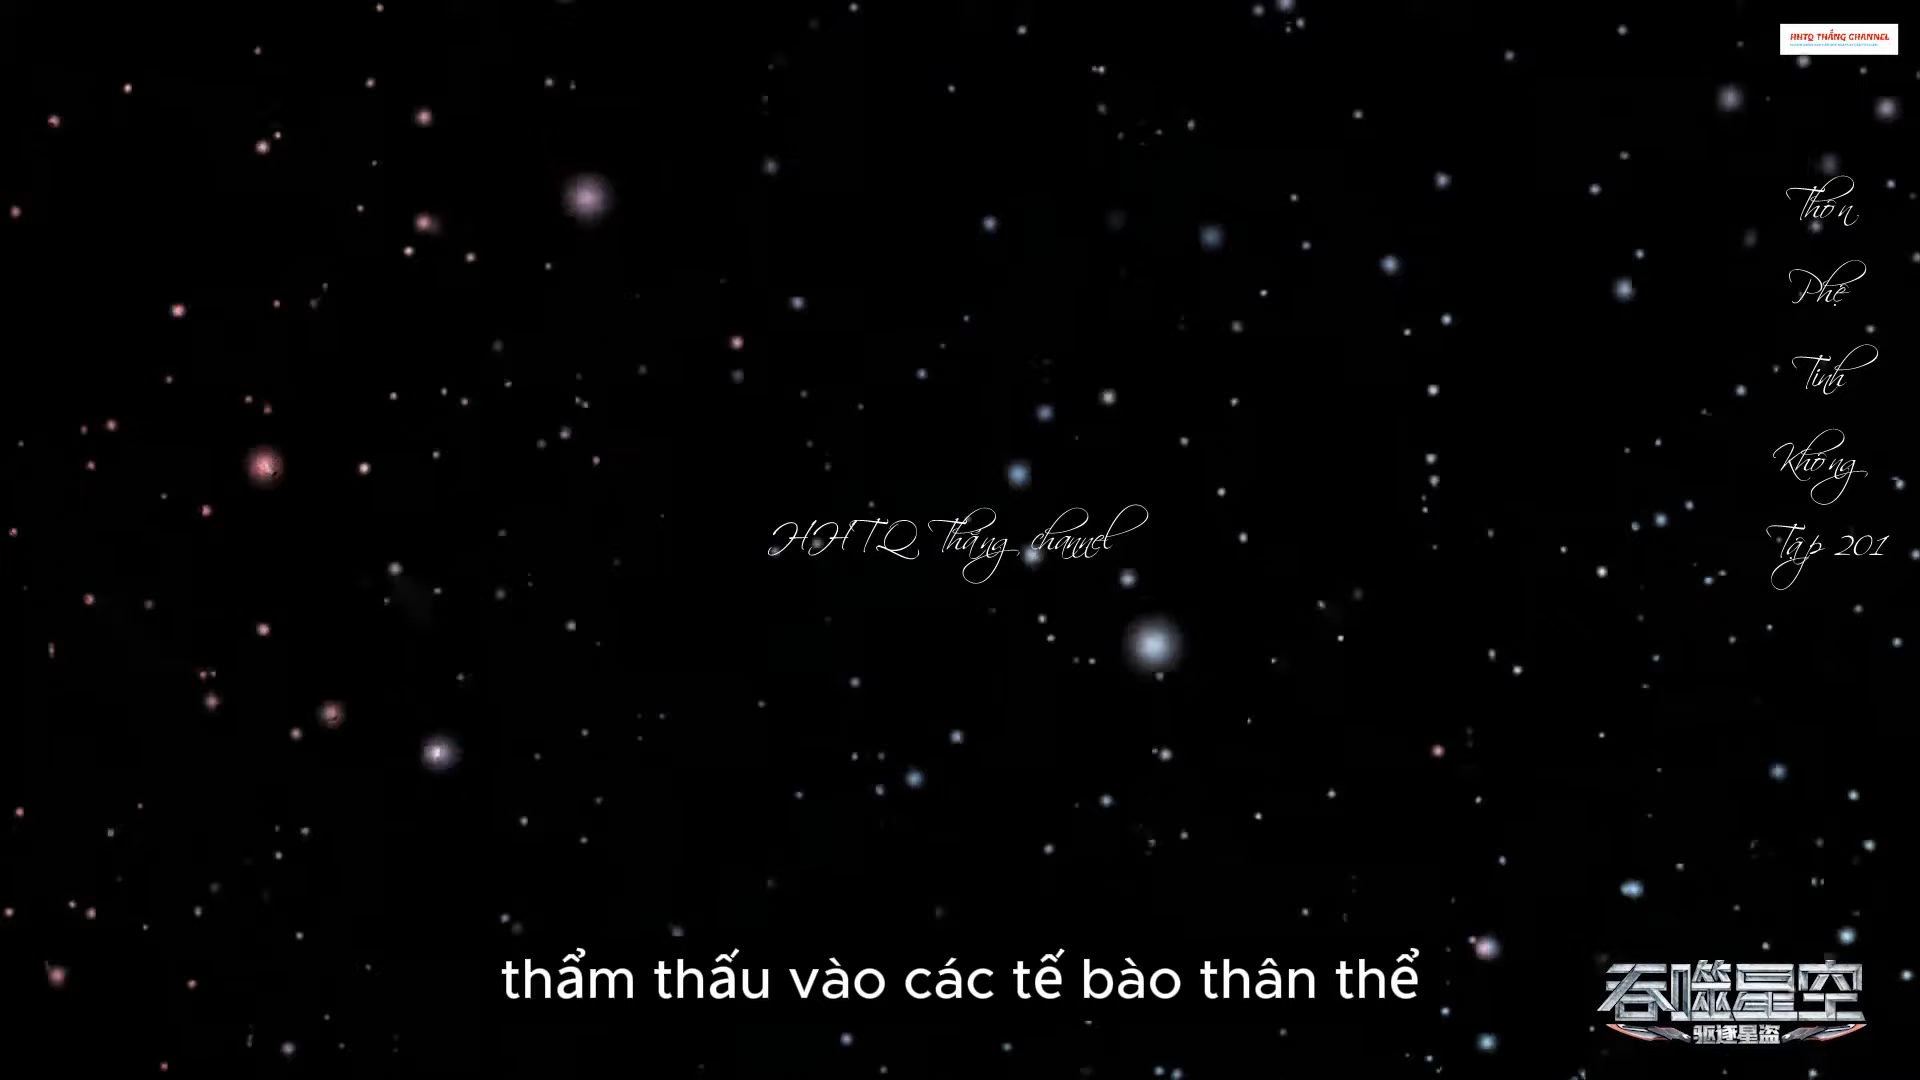 HHTQ THẮNG CHANNEL
Thôn
Phệ
Tinh
Không
Tập 201
HHTQ Thắng channel
thẩm thấu vào các tế bào thân thể
吞噬星空
驱逐星盗